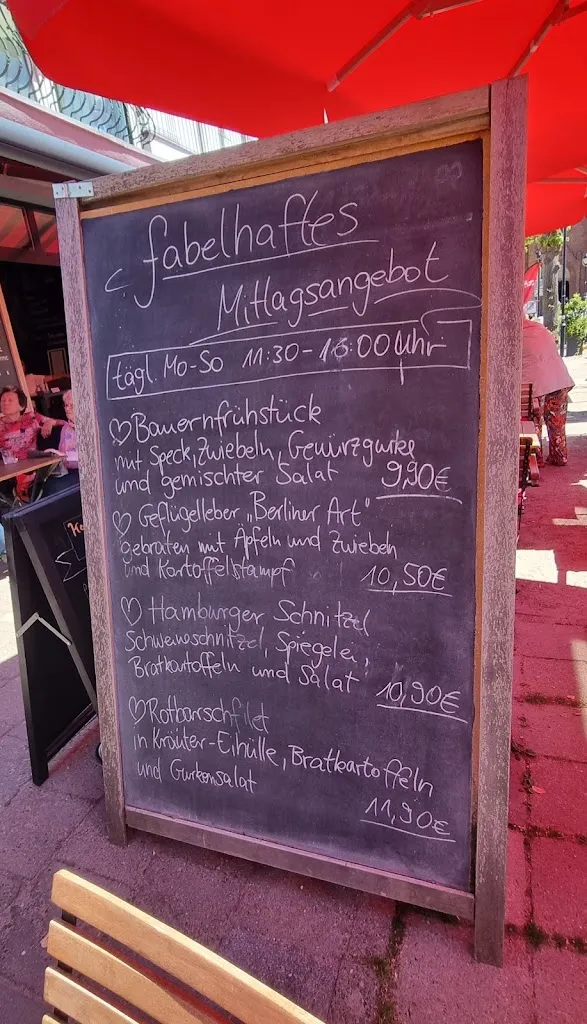 fabelhaftes
Mittagsangebot
tägl. Mo-So 11:30-16:00 Uhr
Bauernfrühstück
mit Speck, Zwiebeln, Gewürzgurke
und gemischter Salat 9,90€
Geflügelleber „Berliner Art"
gebraten mit Äpfeln und Zwiebeln
und Kartoffelstampf 10,50€
Hamburger Schnitzel
Schweineschnitzel, Spiegelei,
Bratkartoffeln und Salat 10,90€
Rotbarschfilet
in Kräuter-Eihülle, Bratkartoffeln
und Gurkensalat
11,90€